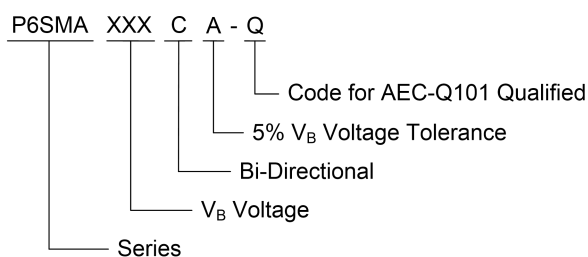 P6SMA XXX C A - Q
Code for AEC-Q101 Qualified
5% VB Voltage Tolerance
Bi-Directional
VB Voltage
Series